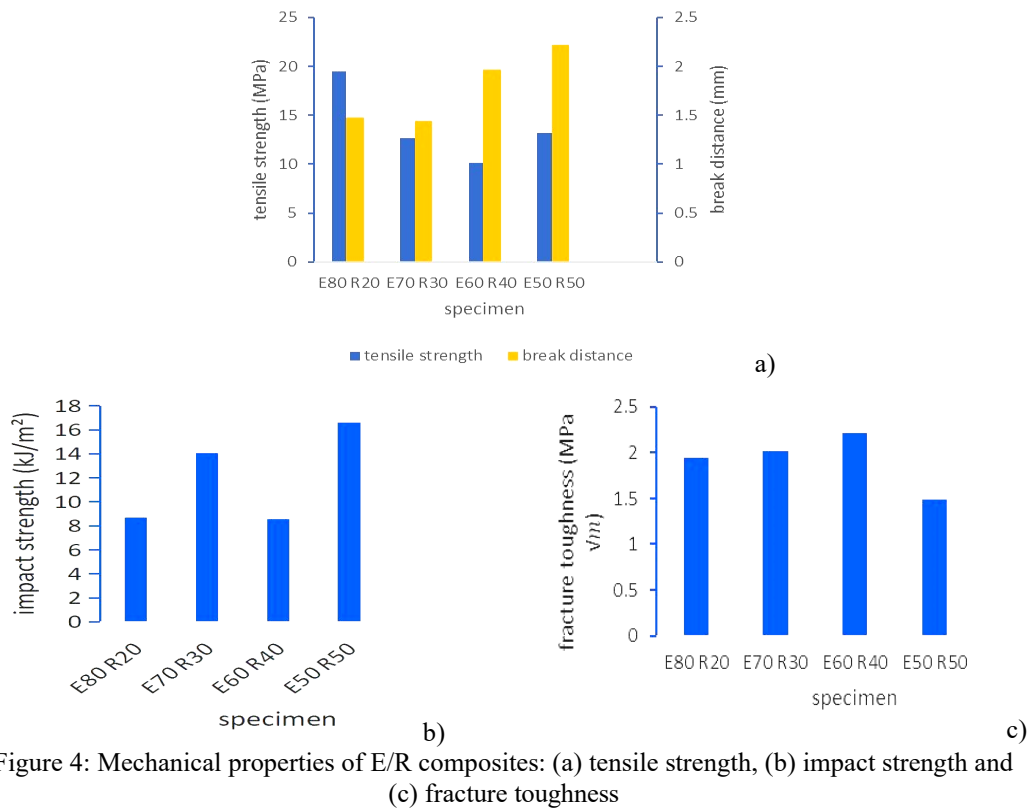 25
20
15
10
5
0
tensile strength (MPa)
2.5
2
1.5
1
0.5
0
break distance (mm)
E80 R20 E70 R30 E60 R40 E50 R50
specimen
tensile strength break distance
a)
18
16
14
12
10
8
6
4
2
0
impact strength (kJ/m²)
E80 R20 E70 R30 E60 R40 E50 R50
specimen
b)
2.5
2
1.5
1
0.5
0
fracture toughness (MPa
√m)
E80 R20 E70 R30 E60 R40 E50 R50
specimen
c)
Figure 4: Mechanical properties of E/R composites: (a) tensile strength, (b) impact strength and
(c) fracture toughness